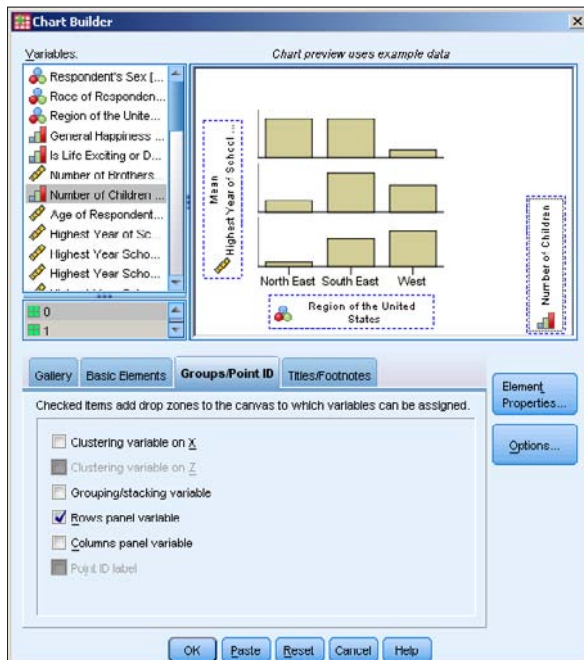 Chart Builder
Variables:
Chart preview uses example data
Respondent's Sex [...
Race of Responden...
Region of the Unite...
General Happiness ...
Is Life Exciting or D...
Number of Brothers...
Number of Children ...
Age of Respondent...
Highest Year of Sc...
Highest Year Scho...
Highest Year Scho...
0
1
Mean
Highest Year of School ...
North East South East West
Region of the United
States
Number of Children
Gallery Basic Elements Groups/Point ID Titles/Footnotes
Checked items add drop zones to the canvas to which variables can be assigned.
Clustering variable on X
Clustering variable on Z
Grouping/stacking variable
Rows panel variable
Columns panel variable
Point ID label
Element
Properties...
Options...
OK Paste Reset Cancel Help